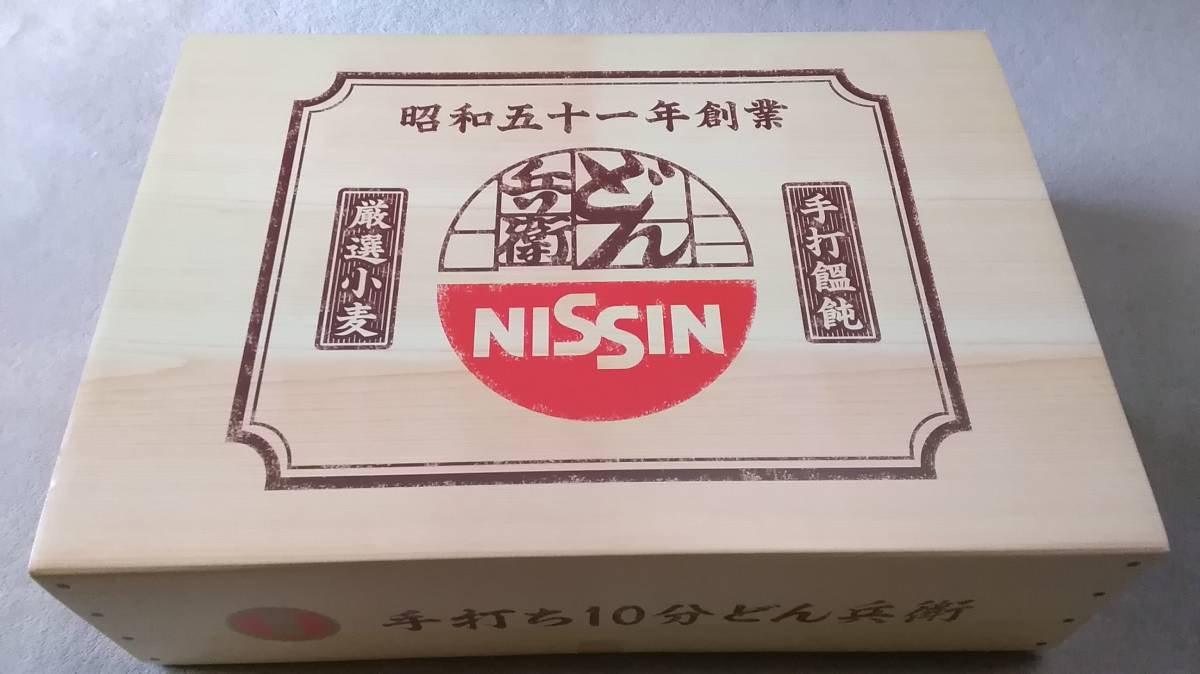 昭和五十一年創業
どん兵衛
NISSIN
手打饂飩
厳選小麦
手打ち10分どん兵衛